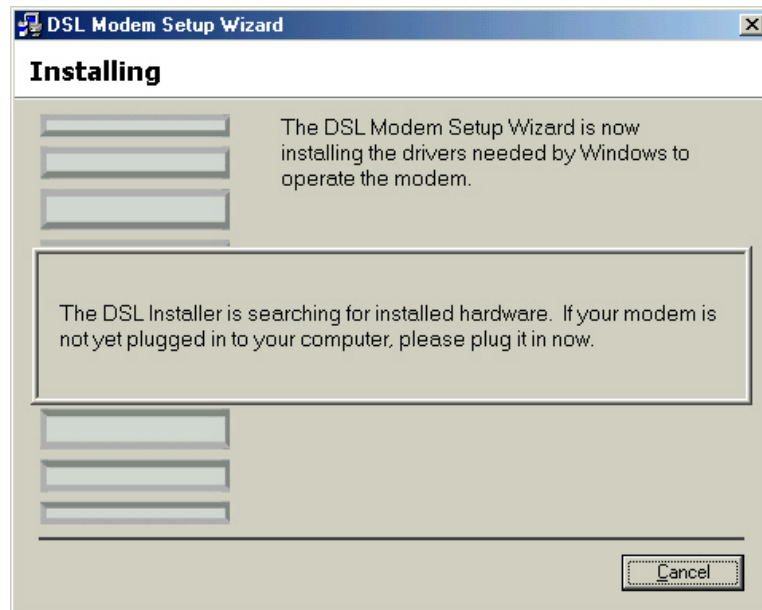 DSL Modem Setup Wizard
Installing
The DSL Modem Setup Wizard is now
installing the drivers needed by Windows to
operate the modem.
The DSL Installer is searching for installed hardware. If your modem is
not yet plugged in to your computer, please plug it in now.
Cancel